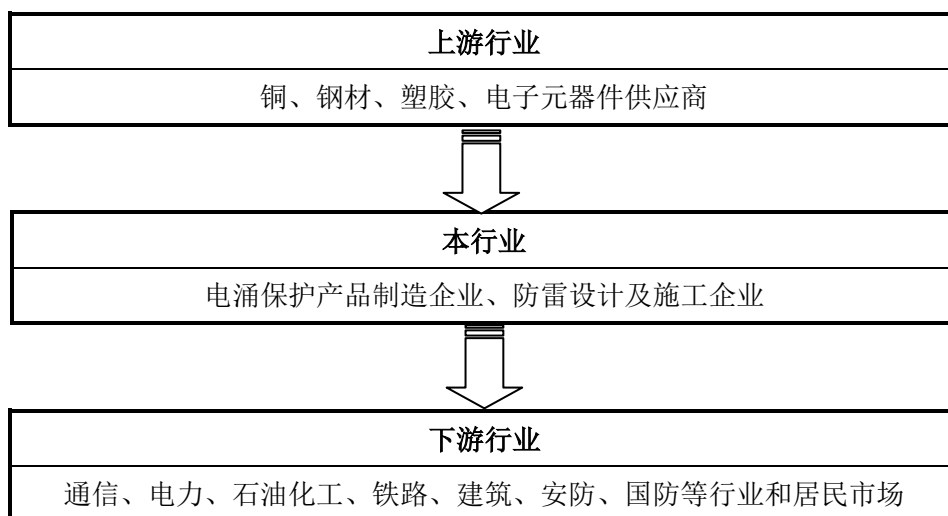 上游行业
铜、钢材、塑胶、电子元器件供应商
本行业
电涌保护产品制造企业、防雷设计及施工企业
下游行业
通信、电力、石油化工、铁路、建筑、安防、国防等行业和居民市场